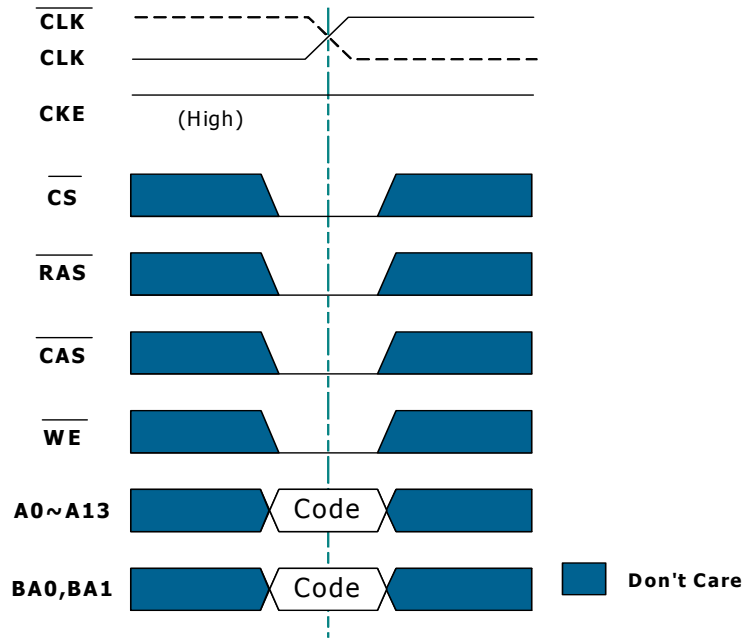 CLK
CLK
CKE
(High)
CS
RAS
CAS
WE
A0~A13
Code
BA0,BA1
Code
Don't Care